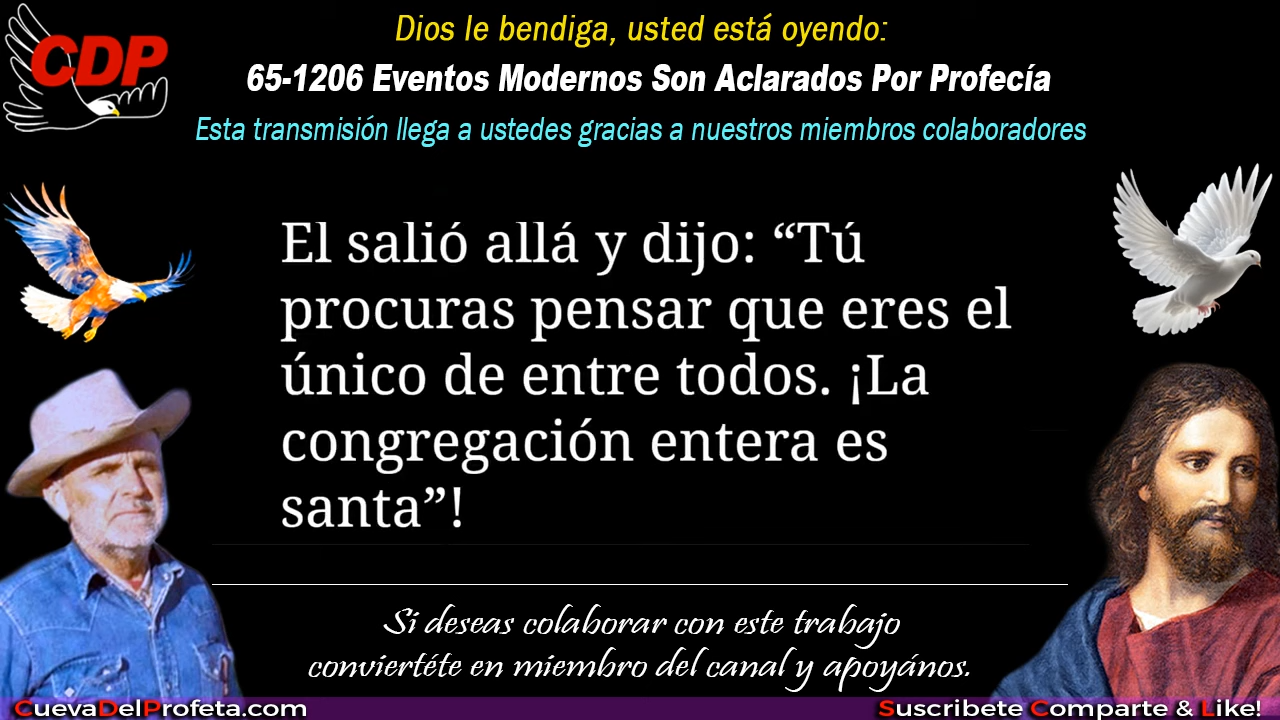 CDP
Dios le bendiga, usted está oyendo:
65-1206 Eventos Modernos Son Aclarados Por Profecía
Esta transmisión llega a ustedes gracias a nuestros miembros colaboradores
El salió allá y dijo: “Tú
procuras pensar que eres el
único de entre todos. ¡La
congregación entera es
santa”!
Si deseas colaborar con este trabajo
conviertéte en miembro del canal y apoyános.
CuevaDelProfeta.com
Suscribete Comparte & Like!